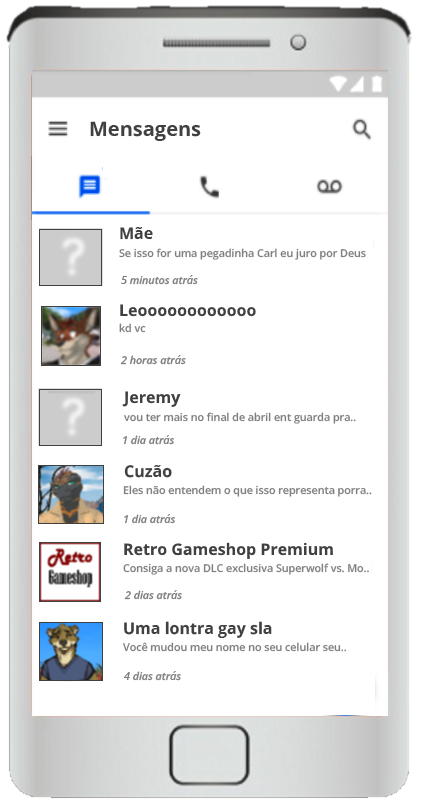 Mensagens
Mãe
Se isso for uma pegadinha Carl eu juro por Deus
5 minutos atrás
Leoooooooooooo
kd vc
2 horas atrás
Jeremy
vou ter mais no final de abril ent guarda pra..
1 dia atrás
Cuzão
Eles não entendem o que isso representa porra..
1 dia atrás
Retro
Gameshop
Retro Gameshop Premium
Consiga a nova DLC exclusiva Superwolf vs. Mo..
2 dias atrás
Uma lontra gay sla
Você mudou meu nome no seu celular seu..
4 dias atrás